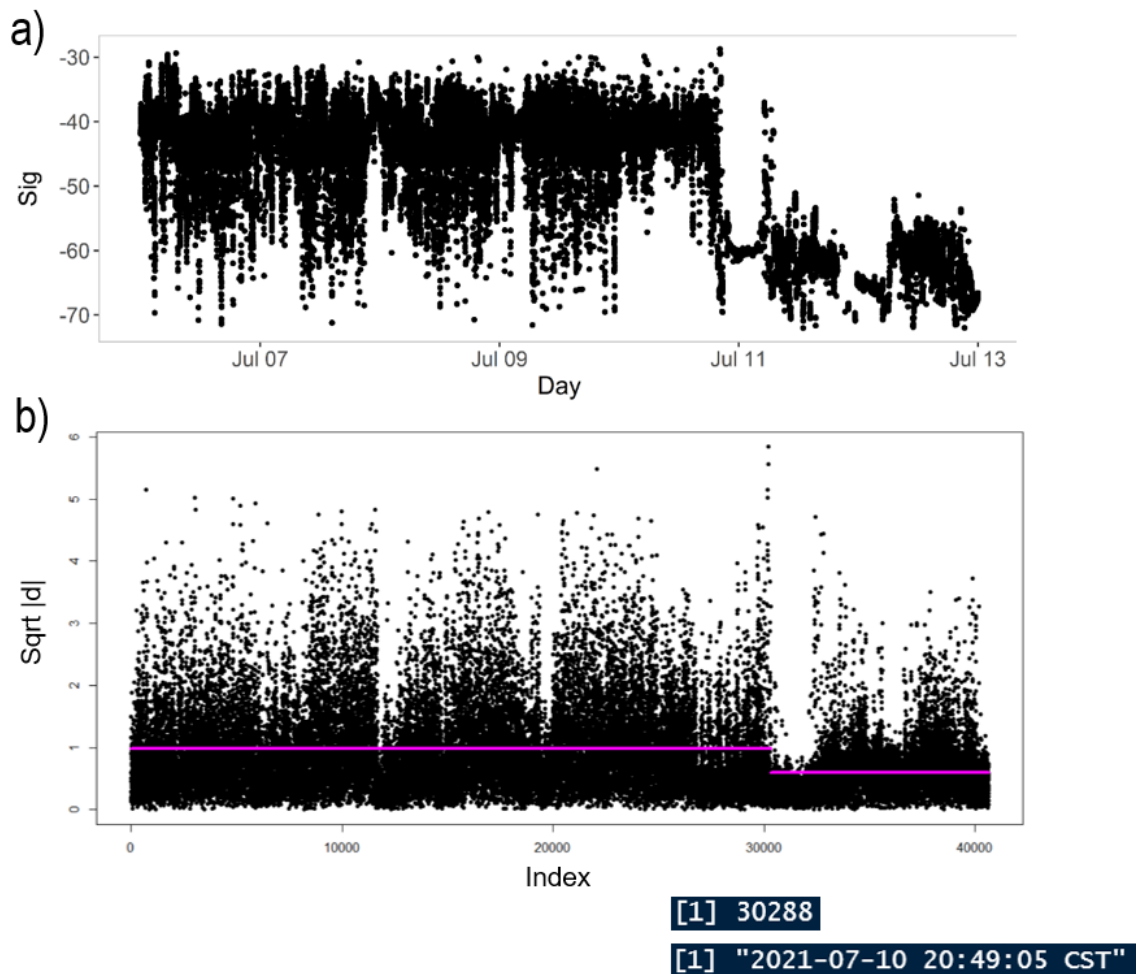 a)
-30
-40
-50
-60
-70
Sig
Jul 07 Jul 09 Jul 11 Jul 13
Day
b)
6
5
4
3
2
1
0
Sqrt |d|
0 10000 20000 30000 40000
Index
[1] 30288
[1] "2021-07-10 20:49:05 CST"